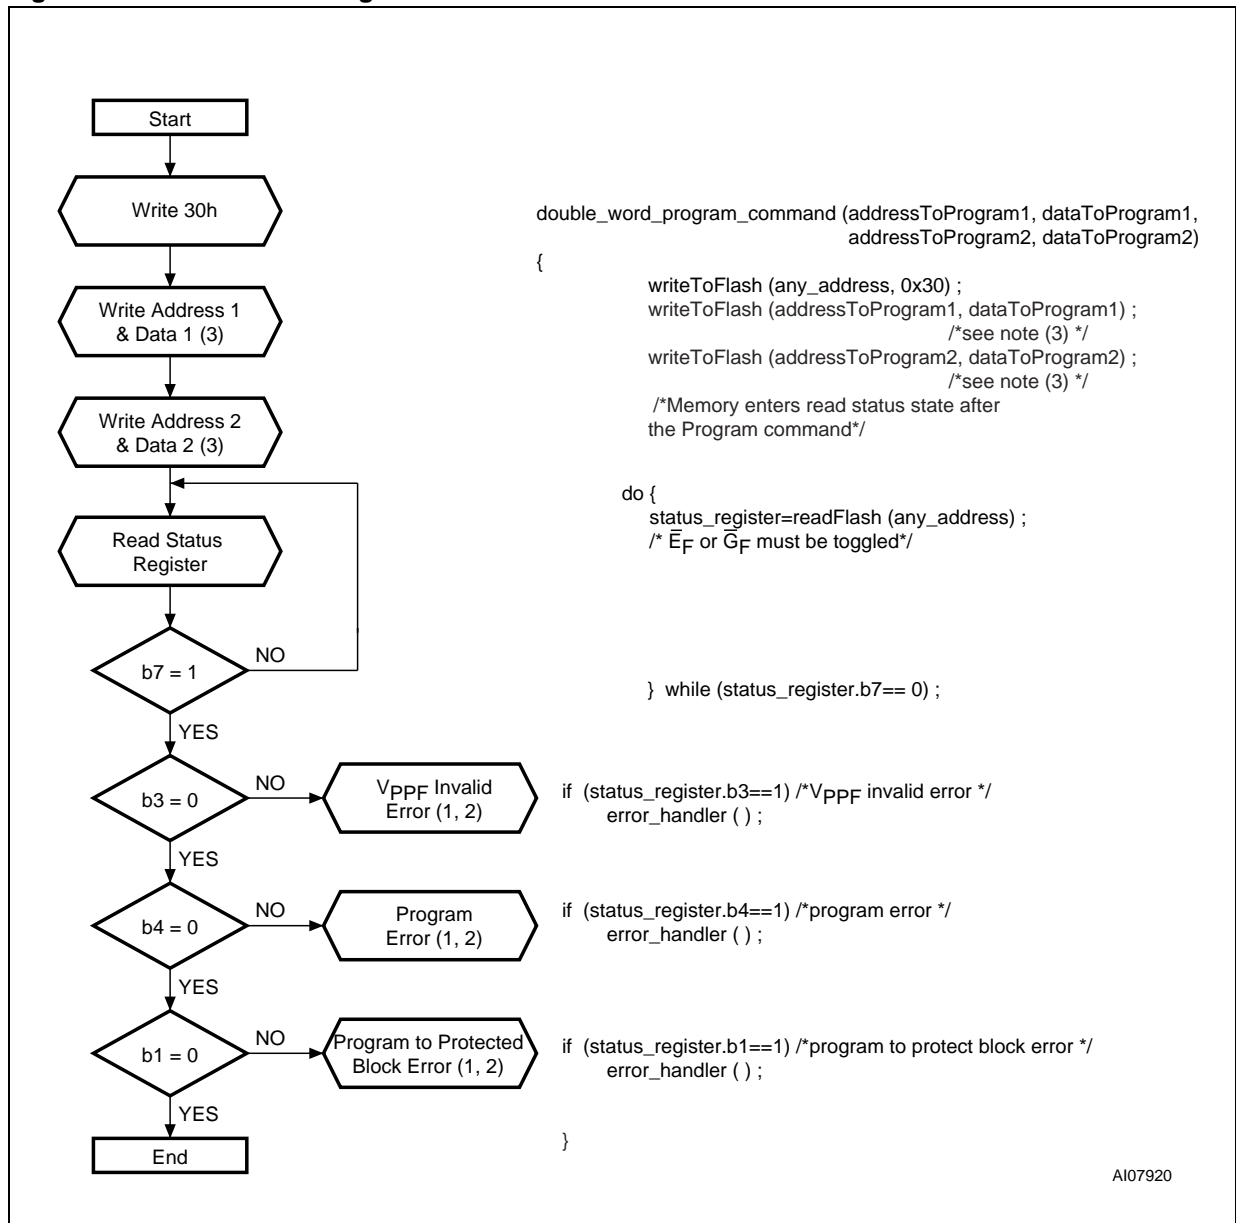 Start
Write 30h
Write Address 1
& Data 1 (3)
Write Address 2
& Data 2 (3)
Read Status
Register
b7 = 1
NO
YES
b3 = 0
NO
VPPF Invalid
Error (1, 2)
YES
b4 = 0
NO
Program
Error (1, 2)
YES
b1 = 0
NO
Program to Protected
Block Error (1, 2)
YES
End
double_word_program_command (addressToProgram1, dataToProgram1,
addressToProgram2, dataToProgram2)
{
writeToFlash (any_address, 0x30) ;
writeToFlash (addressToProgram1, dataToProgram1) ;
/*see note (3) */
writeToFlash (addressToProgram2, dataToProgram2) ;
/*see note (3) */
/*Memory enters read status state after
the Program command*/
do {
status_register=readFlash (any_address) ;
/* E̅F or G̅F must be toggled*/
} while (status_register.b7== 0) ;
if (status_register.b3==1) /*VPPF invalid error */
error_handler ( ) ;
if (status_register.b4==1) /*program error */
error_handler ( ) ;
if (status_register.b1==1) /*program to protect block error */
error_handler ( ) ;
}
AI07920